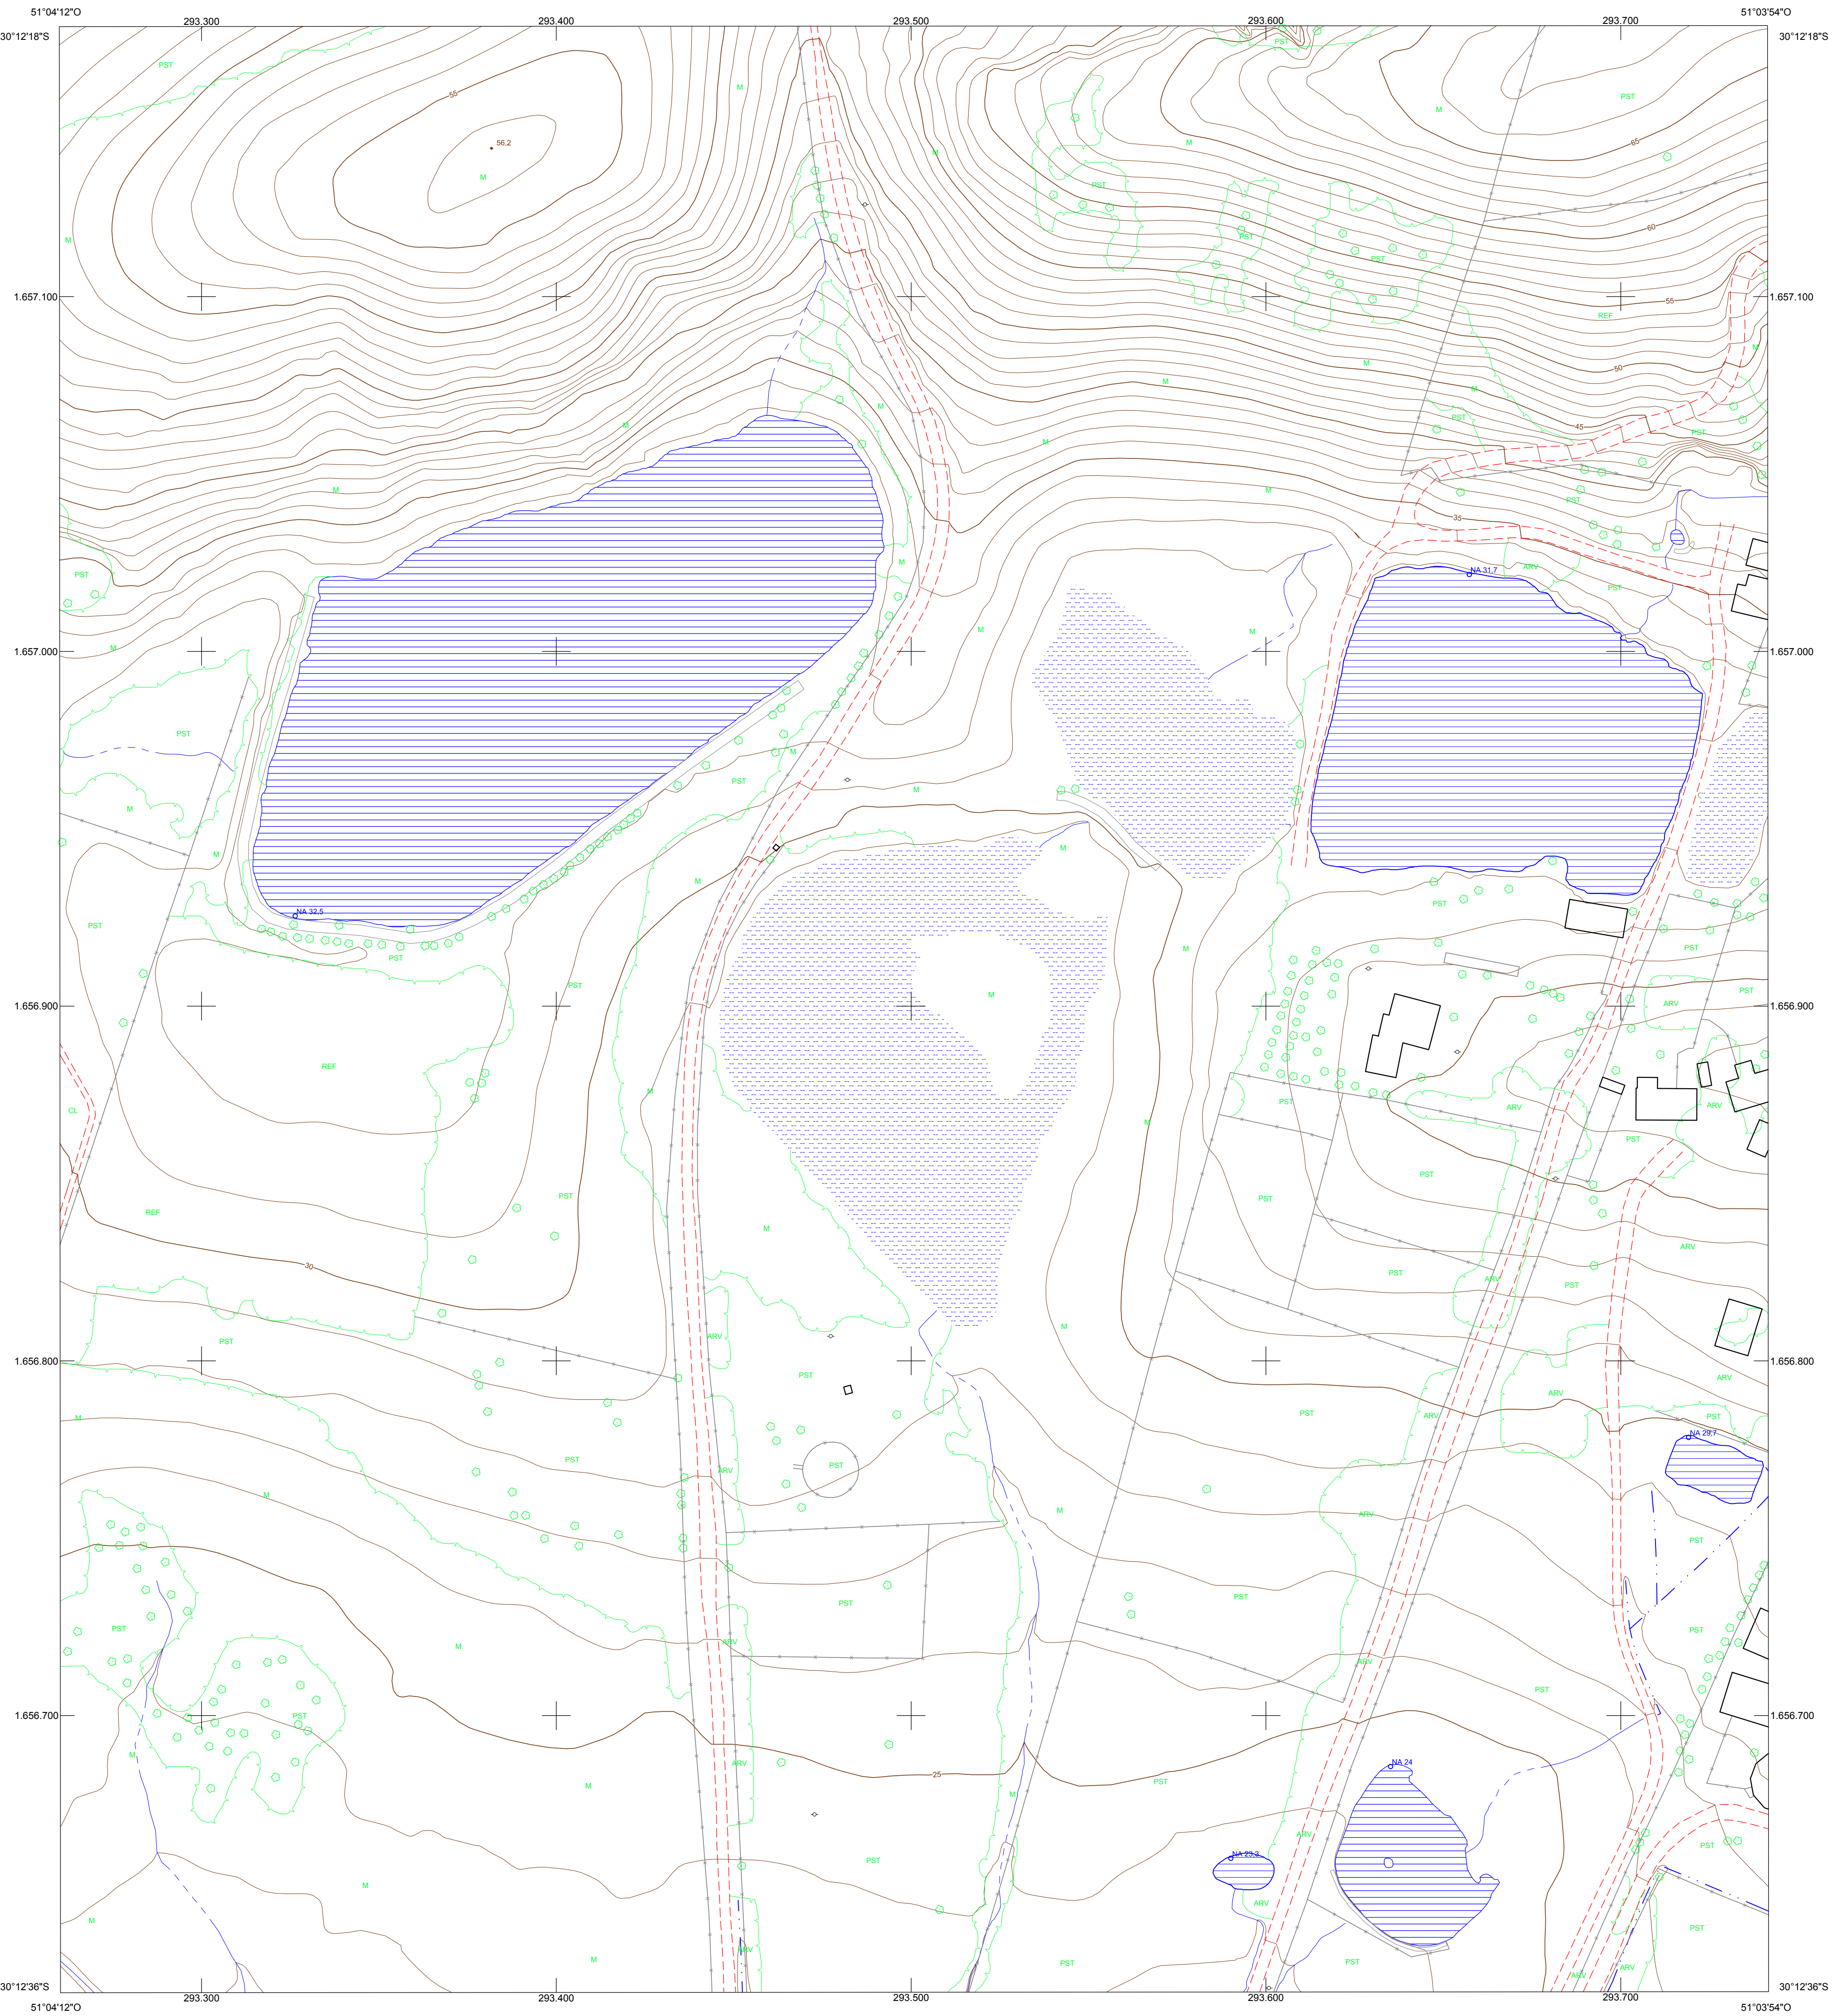 51°04'12"O 51°03'54"O
293.300 293.400 293.500 293.600 293.700
30°12'18"S 30°12'18"S
PST PST
PST M
55 PST
M M
56,2 M M 65
M
PST
M PST
60
PST
1.657.100 1.657.100
55
REF
M
M
50
M M
M PST
M 45 PST
M
M M
PST
35
M
PST NA 31,7 ARV
PST
M M
M 1.657.000 1.657.000
PST
M
PST M
M
M M
M
NA 32,5 PST
PST
M PST
PST
PST M
1.656.900 ARV PST 1.656.900
REF
M
PST
CL ARV ARV
M
PST
PST
PST PST
REF
M
ARV
30 PST ARV
PST
M
PST ARV
1.656.800 1.656.800
PST
ARV ARV
M PST ARV PST
NA 29,7
PST
ARV PST
M
M ARV
PST
PST PST
PST PST
ARV
M
ARV
PST
1.656.700 PST 1.656.700
M
ARV NA 24
25 PST
M
M
ARV PST
NA 23,3
PST
M
ARV
M PST
ARV
M PST PST
ARV ARV
30°12'36"S 30°12'36"S
293.300 293.400 293.500 293.600 293.700
51°04'12"O 51°03'54"O